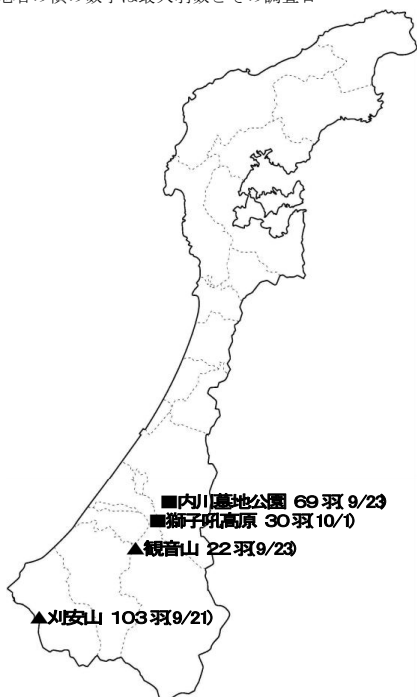 地名の横の数字は最大羽数とその調査日
■内川墓地公園 69羽(9/23)
■獅子吼高原 30羽(10/1)
▲観音山 22羽(9/23)
▲刈安山 103羽(9/21)